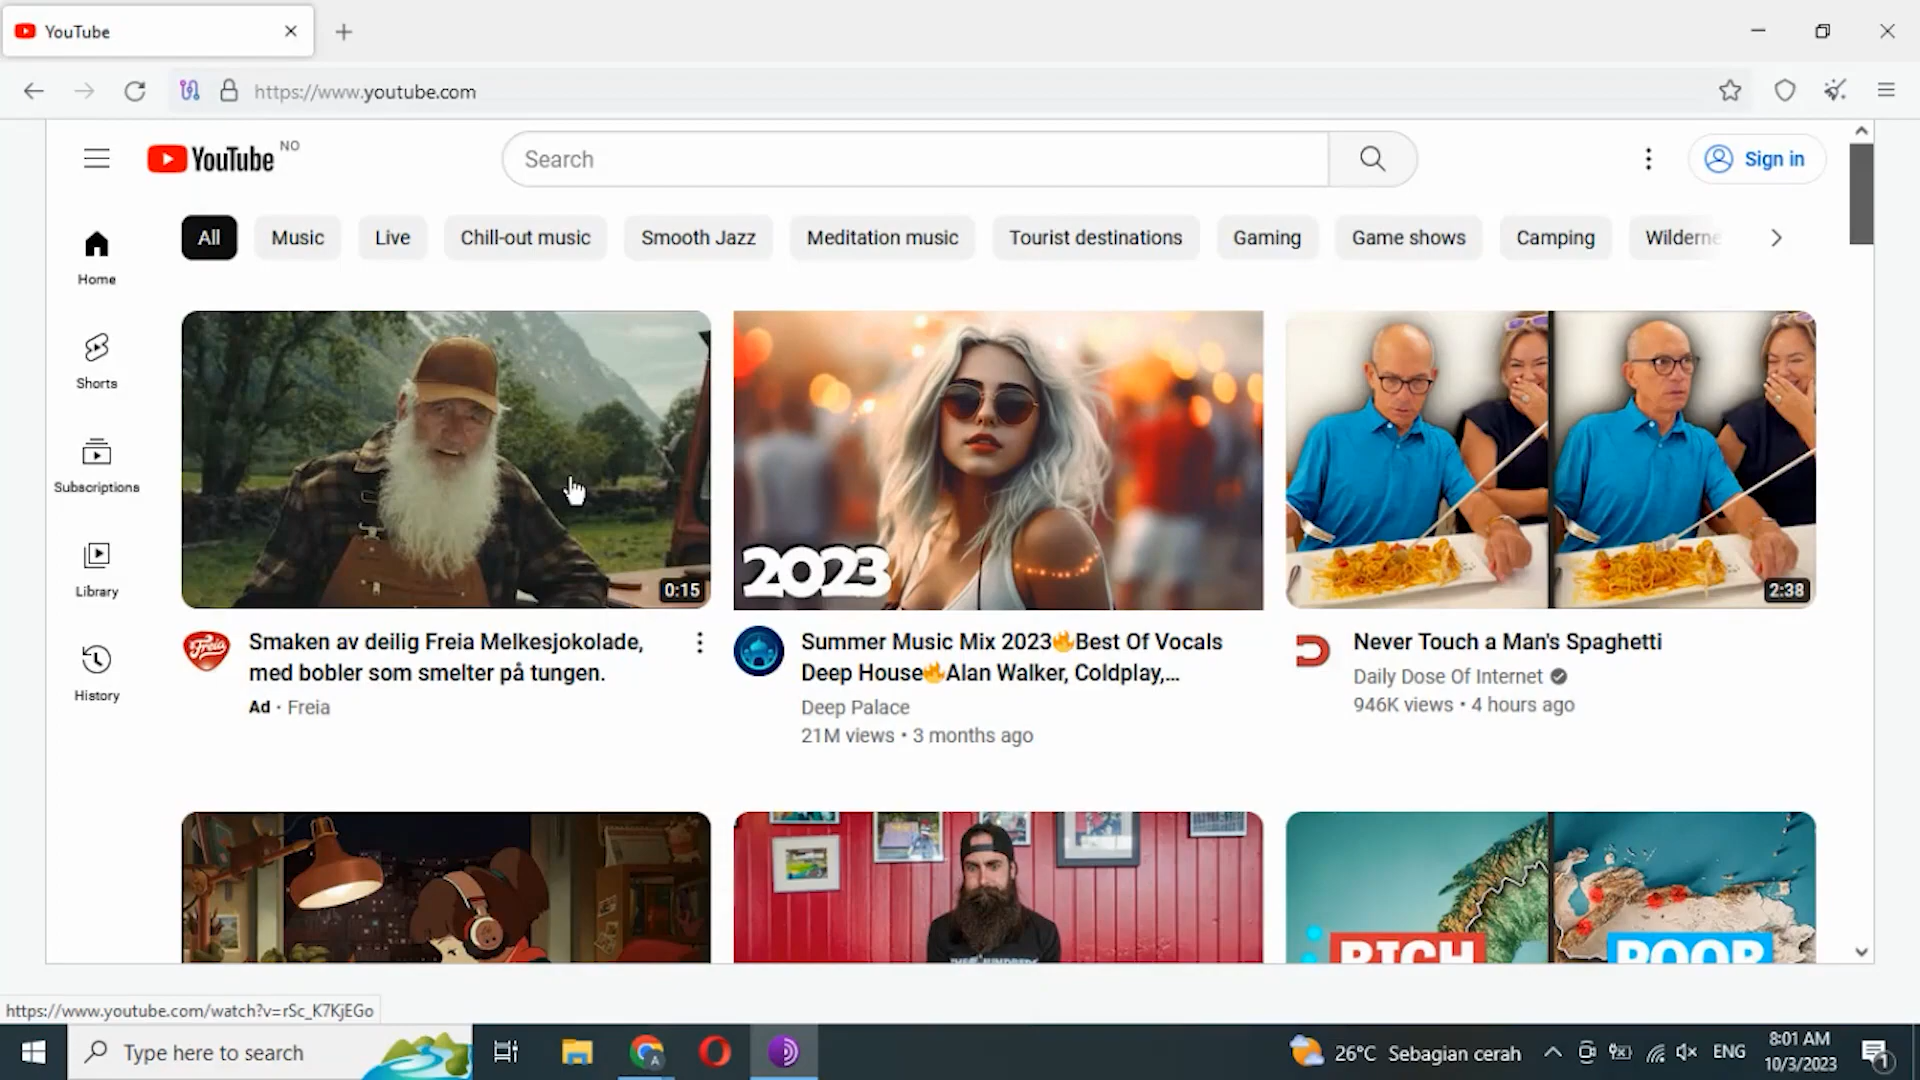 YouTube
https://www.youtube.com
YouTube NO
Search
Sign in
All
Music
Live
Chill-out music
Smooth Jazz
Meditation music
Tourist destinations
Gaming
Game shows
Camping
Wilderne
Home
Shorts
Subscriptions
Library
History
0:15
2023
2:38
Smaken av deilig Freia Melkesjokolade,
med bobler som smelter på tungen.
Ad • Freia
Freia
Summer Music Mix 2023🔥Best Of Vocals
Deep House🔥Alan Walker, Coldplay,...
Deep Palace
21M views • 3 months ago
Never Touch a Man's Spaghetti
Daily Dose Of Internet
946K views • 4 hours ago
RICH
POOR
https://www.youtube.com/watch?v=rSc_K7KjEGo
Type here to search
26°C Sebagian cerah
ENG
8:01 AM
10/3/2023
1